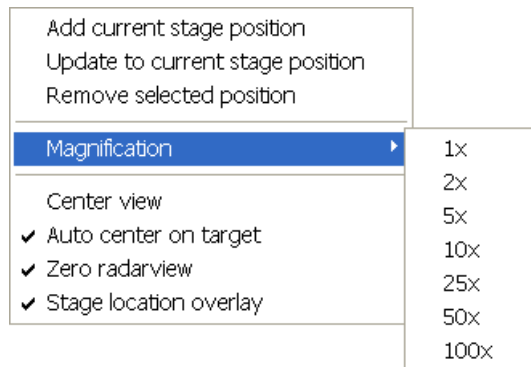 Add current stage position
Update to current stage position
Remove selected position
Magnification
Center view
Auto center on target
Zero radarview
Stage location overlay
1x
2x
5x
10x
25x
50x
100x